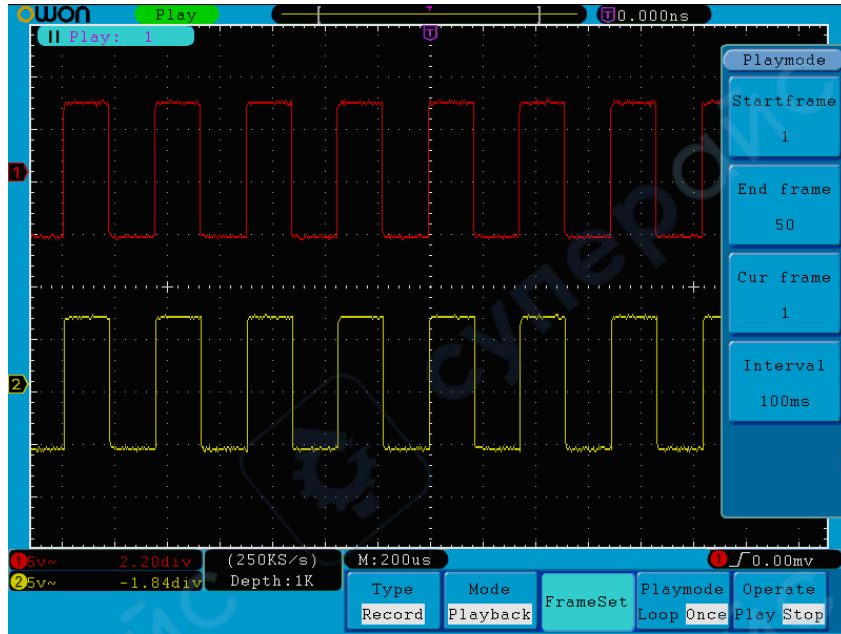 OWON Play T 0.000ns
II Play: 1
T
Playmode
Startframe
1
End frame
50
Cur frame
1
Interval
100ms
1
2
суперайс
1 5v~ 2.20div (250KS/s) M:200us 1 0.00mv
2 5v~ -1.84div Depth:1K
Type Mode FrameSet Playmode Operate
Record Playback Loop Once Play Stop